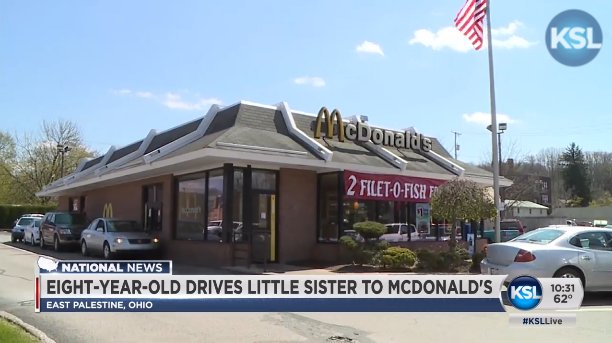 KSL
McDonald's
2 FILET-O-F
NATIONAL NEWS
EIGHT-YEAR-OLD DRIVES LITTLE SISTER TO MCDONALD'S
EAST PALESTINE, OHIO
KSL
10:31
62°
#KSLLive